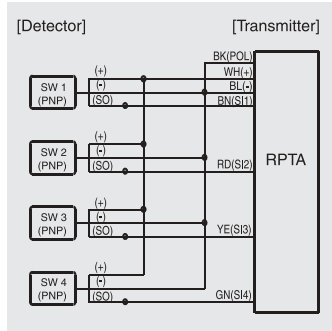 [Detector] [Transmitter]
BK(POL)
(+) WH(+)
SW 1 (-) BL(-)
(PNP) (SO) BN(SI1)
(+)
SW 2 (-)
(PNP) (SO) RD(SI2) RPTA
(+)
SW 3 (-)
(PNP) (SO) YE(SI3)
(+)
SW 4 (-)
(PNP) (SO) GN(SI4)